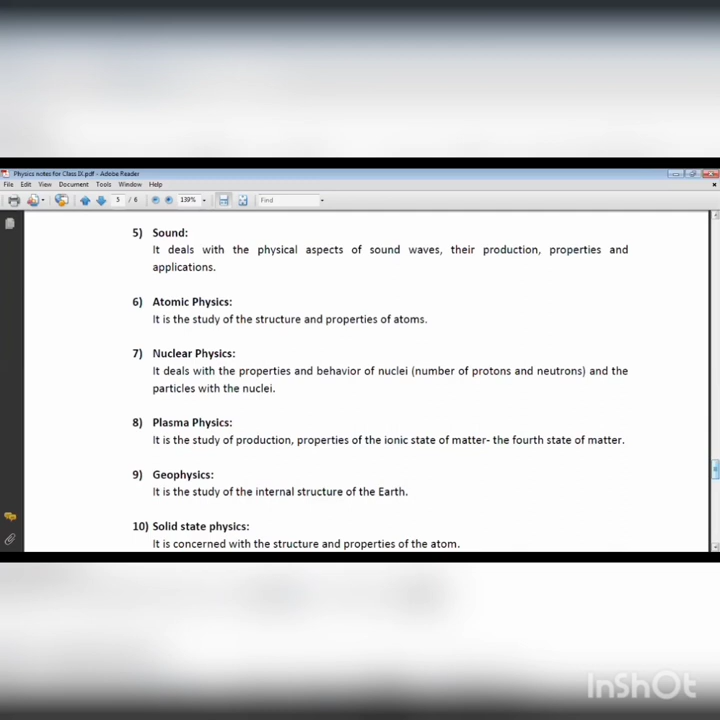 Physics notes for Class IX.pdf - Adobe Reader
File Edit View Document Tools Window Help
5 / 6 139% Find
5) Sound:
It deals with the physical aspects of sound waves, their production, properties and
applications.
6) Atomic Physics:
It is the study of the structure and properties of atoms.
7) Nuclear Physics:
It deals with the properties and behavior of nuclei (number of protons and neutrons) and the
particles with the nuclei.
8) Plasma Physics:
It is the study of production, properties of the ionic state of matter- the fourth state of matter.
9) Geophysics:
It is the study of the internal structure of the Earth.
10) Solid state physics:
It is concerned with the structure and properties of the atom.
InShOt